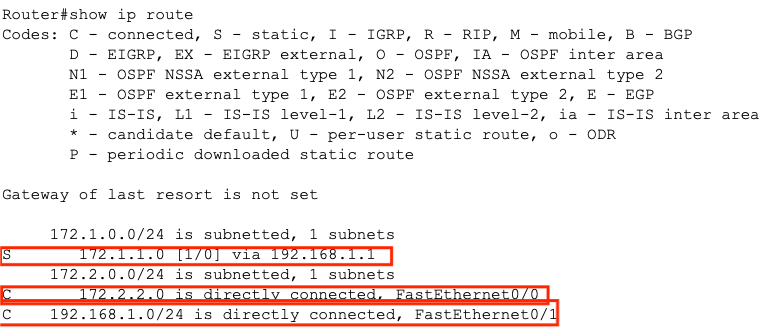 Router#show ip route
Codes: C - connected, S - static, I - IGRP, R - RIP, M - mobile, B - BGP
D - EIGRP, EX - EIGRP external, O - OSPF, IA - OSPF inter area
N1 - OSPF NSSA external type 1, N2 - OSPF NSSA external type 2
E1 - OSPF external type 1, E2 - OSPF external type 2, E - EGP
i - IS-IS, L1 - IS-IS level-1, L2 - IS-IS level-2, ia - IS-IS inter area
* - candidate default, U - per-user static route, o - ODR
P - periodic downloaded static route
Gateway of last resort is not set
172.1.0.0/24 is subnetted, 1 subnets
S 172.1.1.0 [1/0] via 192.168.1.1
172.2.0.0/24 is subnetted, 1 subnets
C 172.2.2.0 is directly connected, FastEthernet0/0
C 192.168.1.0/24 is directly connected, FastEthernet0/1